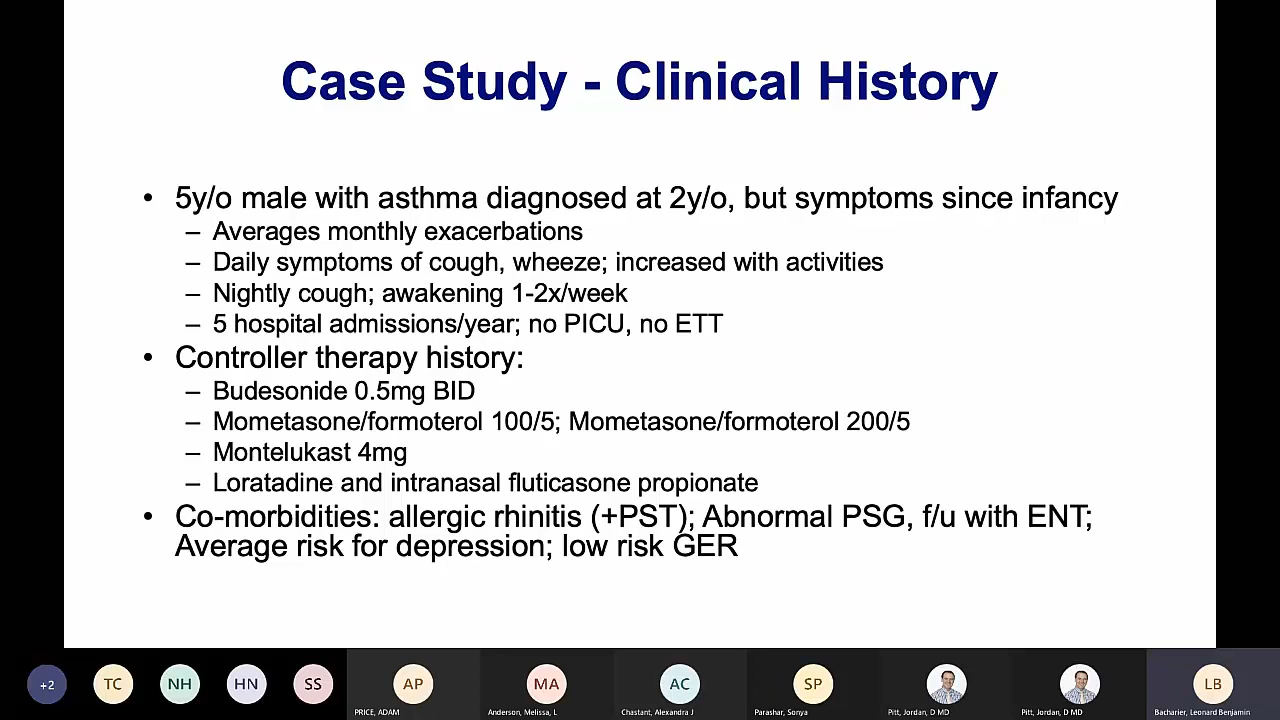 Case Study - Clinical History
• 5y/o male with asthma diagnosed at 2y/o, but symptoms since infancy
– Averages monthly exacerbations
– Daily symptoms of cough, wheeze; increased with activities
– Nightly cough; awakening 1-2x/week
– 5 hospital admissions/year; no PICU, no ETT
• Controller therapy history:
– Budesonide 0.5mg BID
– Mometasone/formoterol 100/5; Mometasone/formoterol 200/5
– Montelukast 4mg
– Loratadine and intranasal fluticasone propionate
• Co-morbidities: allergic rhinitis (+PST); Abnormal PSG, f/u with ENT;
Average risk for depression; low risk GER
+2 TC NH HN SS AP MA AC SP LB
PRICE, ADAM Anderson, Melissa, L Chastant, Alexandra J Parashar, Sonya Pitt, Jordan, D MD Pitt, Jordan, D MD Bacharier, Leonard Benjamin